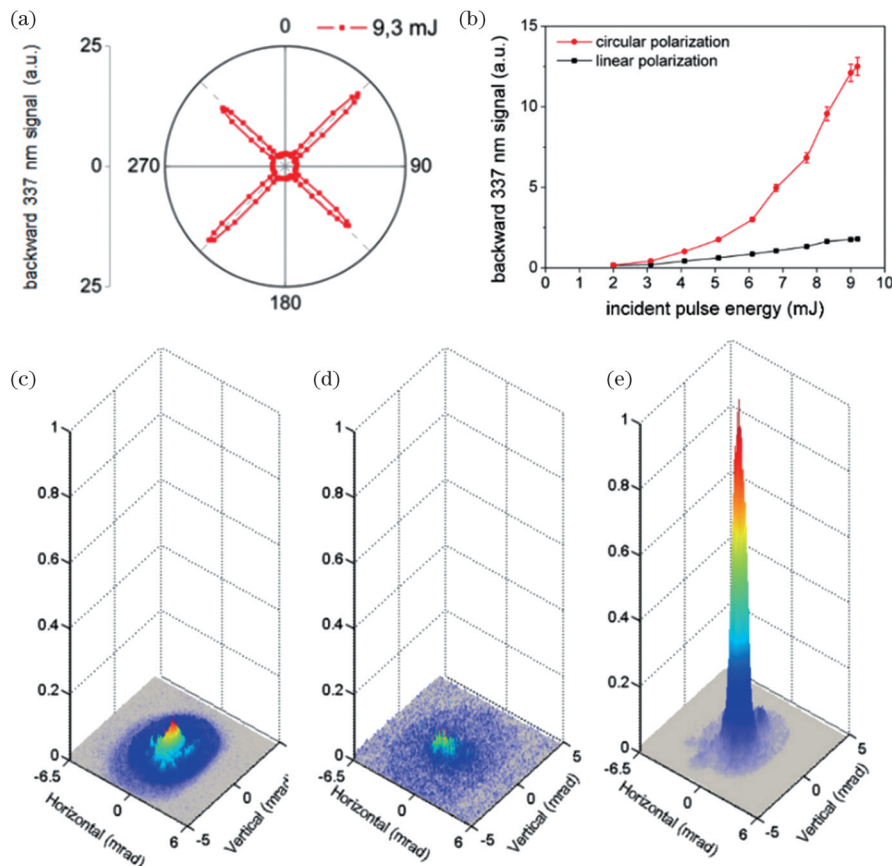 (a)
0
9,3 mJ
25
0
25
backward 337 nm signal (a.u.)
270
90
180
(b)
circular polarization
linear polarization
15
10
5
0
backward 337 nm signal (a.u.)
0 1 2 3 4 5 6 7 8 9 10
incident pulse energy (mJ)
(c)
1
0.8
0.6
0.4
0.2
0
-6.5
0
6
-5
0
Horizontal (mrad)
Vertical (mrad)
(d)
1
0.8
0.6
0.4
0.2
0
-6.5
0
6
-5
0
5
Horizontal (mrad)
Vertical (mrad)
(e)
1
0.8
0.6
0.4
0.2
0
-6.5
0
6
-5
0
5
Horizontal (mrad)
Vertical (mrad)